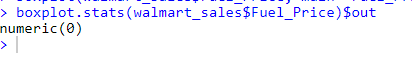 > boxplot.stats(walmart_sales$Fuel_Price)$out
numeric(0)
>